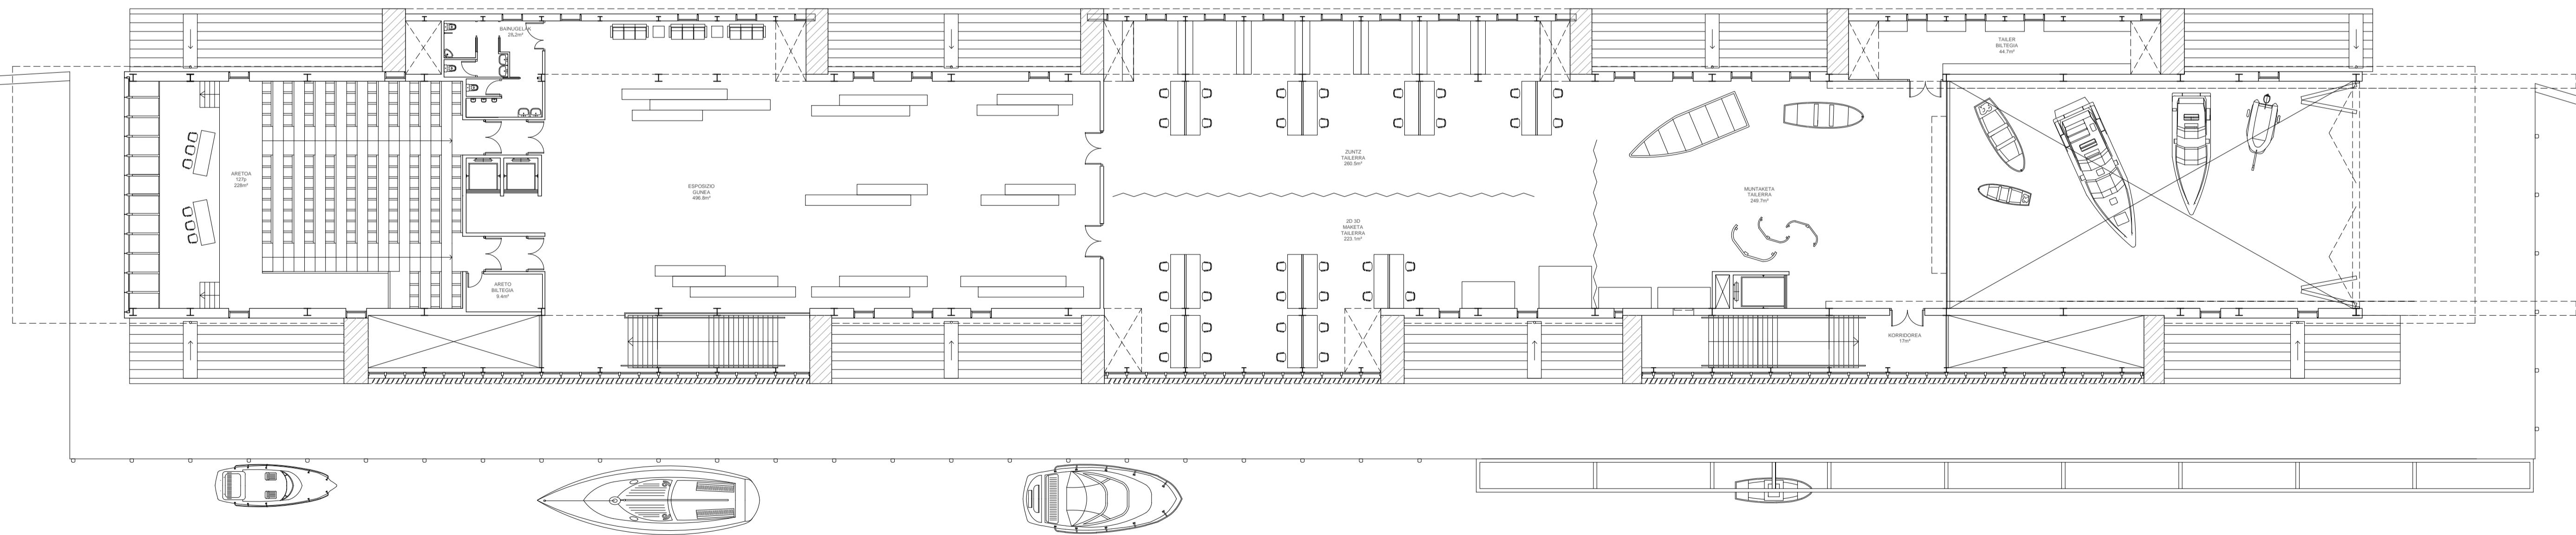 BAINUGELAK
25,2m²
ARETOA
127p
226m²
ESPOSIZIO
GUNEA
498.8m²
ARETO
BILTEGIA
9.4m²
ZUNTZ
TAILERRA
260.5m²
2D 3D
MAKETA
TAILERRA
223.1m²
MUNTAKETA
TAILERRA
249.7m²
TAILER
BILTEGIA
44.7m²
KORRIDOREA
17m²